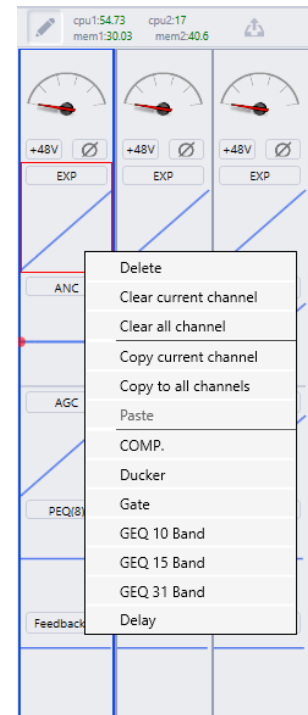 cpu1:54.73 cpu2:17
mem1:30.03 mem2:40.6
+48V +48V +48V
EXP EXP EXP
ANC
AGC
PEQ(8)
Feedback
Delete
Clear current channel
Clear all channel
Copy current channel
Copy to all channels
Paste
COMP.
Ducker
Gate
GEQ 10 Band
GEQ 15 Band
GEQ 31 Band
Delay